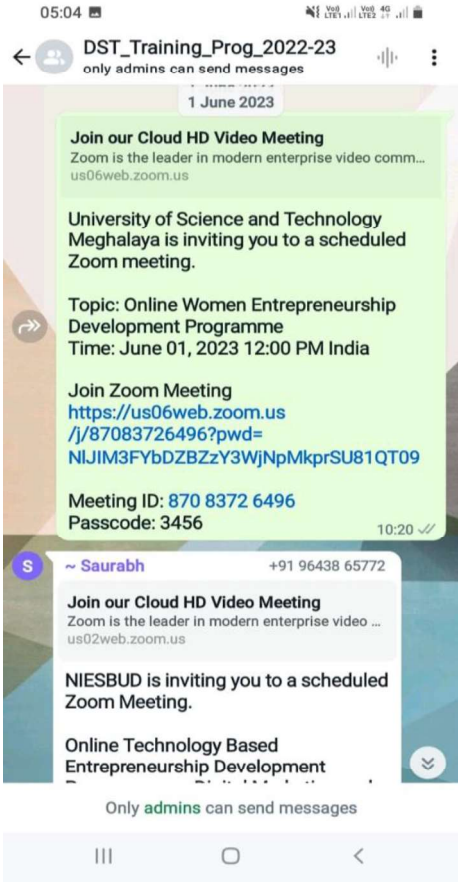 05:04
Vo)) LTE1 Vo)) LTE2 4G
DST_Training_Prog_2022-23
only admins can send messages
1 June 2023
Join our Cloud HD Video Meeting
Zoom is the leader in modern enterprise video comm...
us06web.zoom.us
University of Science and Technology
Meghalaya is inviting you to a scheduled
Zoom meeting.
Topic: Online Women Entrepreneurship
Development Programme
Time: June 01, 2023 12:00 PM India
Join Zoom Meeting
https://us06web.zoom.us
/j/87083726496?pwd=
NlJIM3FYbDZBZzY3WjNpMkprSU81QT09
Meeting ID: 870 8372 6496
Passcode: 3456
10:20
S
~ Saurabh +91 96438 65772
Join our Cloud HD Video Meeting
Zoom is the leader in modern enterprise video ...
us02web.zoom.us
NIESBUD is inviting you to a scheduled
Zoom Meeting.
Online Technology Based
Entrepreneurship Development
Only admins can send messages